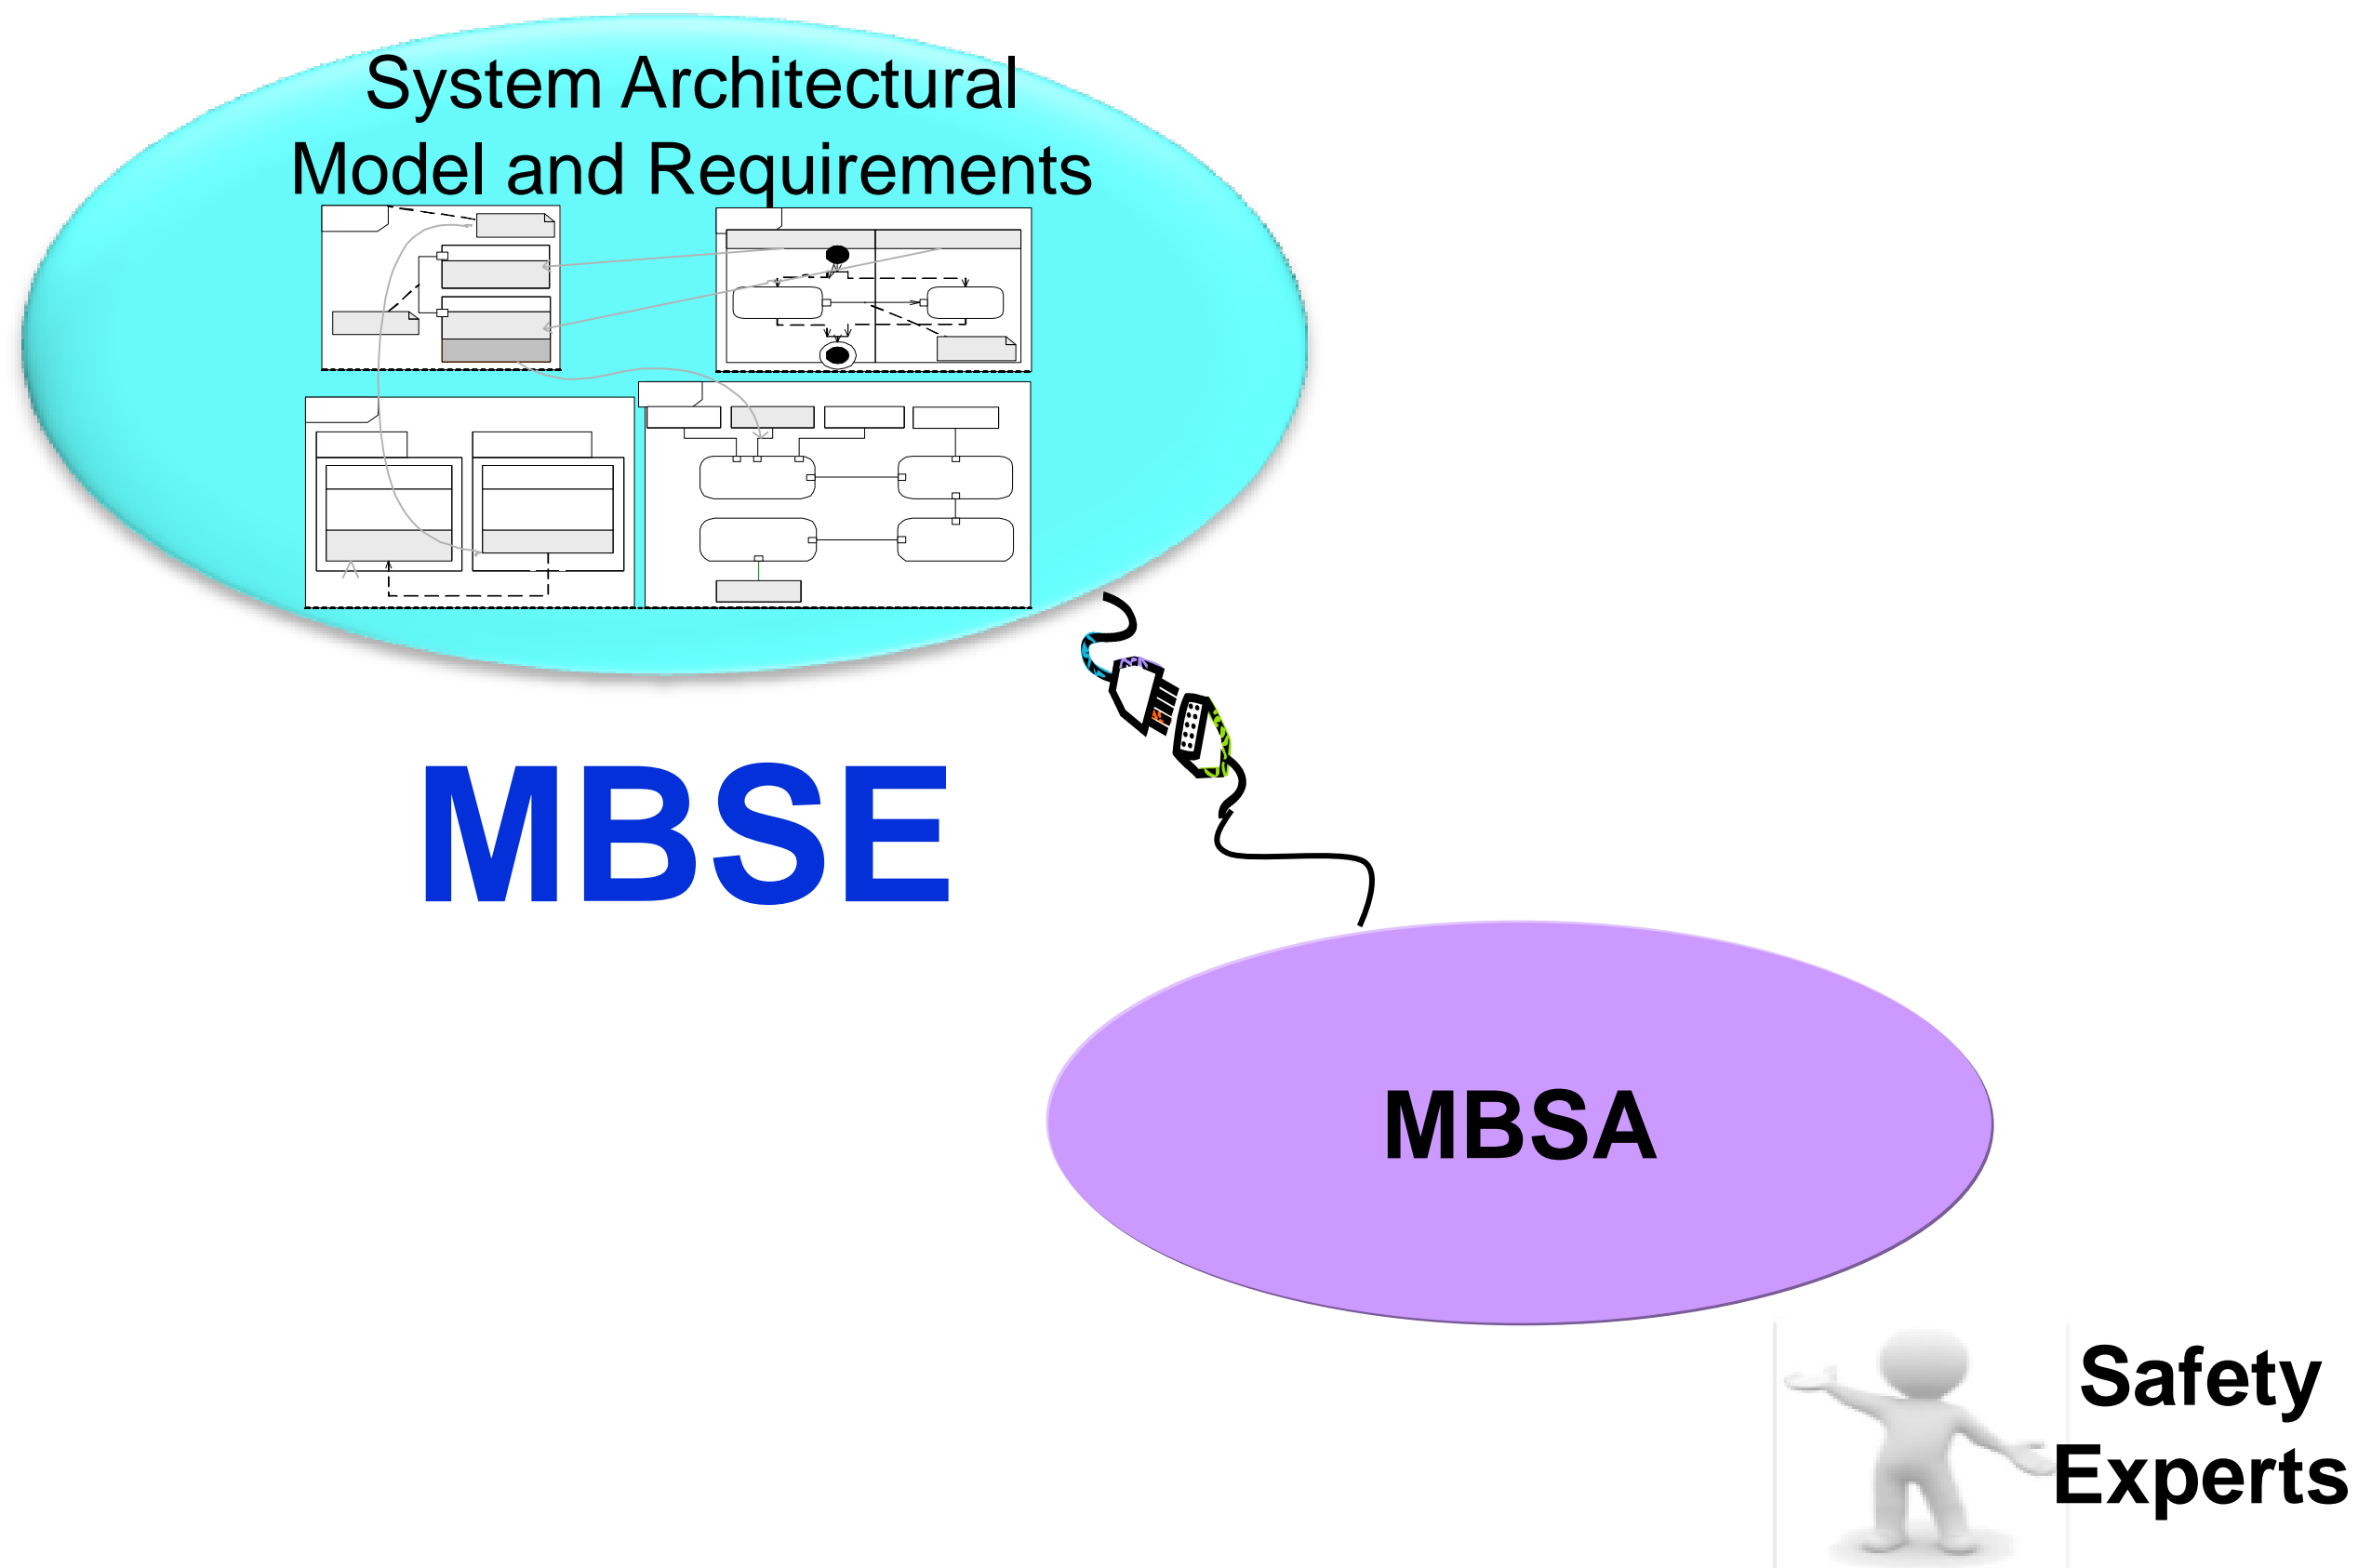 System Architectural
Model and Requirements
MBSE
MBSA
Safety
Experts